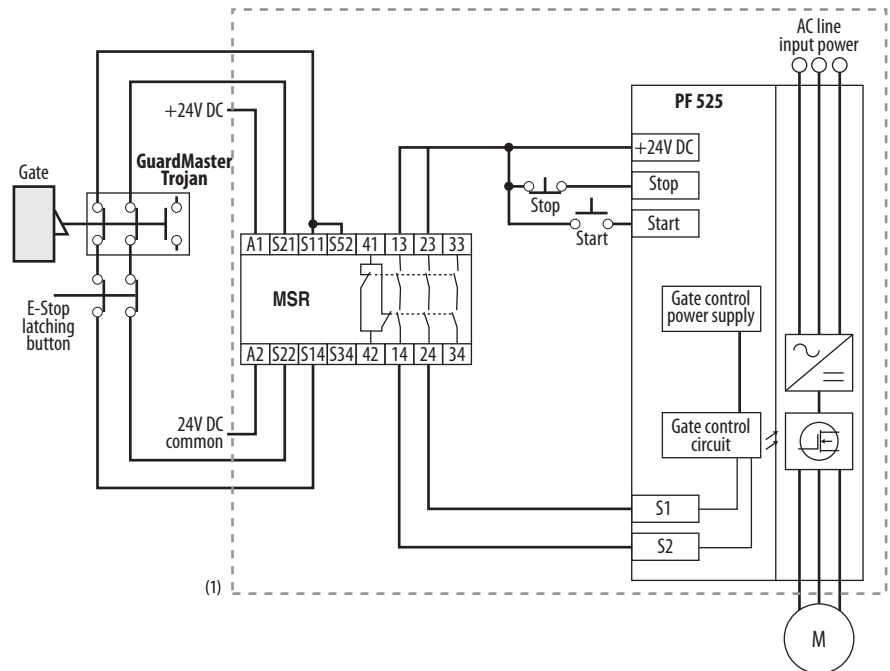 AC line
input power
PF 525
+24V DC
GuardMaster
Trojan
Gate
+24V DC
Stop
Stop
Start
Start
A1 S21 S11 S52 41 13 23 33
MSR
E-Stop
latching
button
Gate control
power supply
A2 S22 S14 S34 42 14 24 34
24V DC
common
Gate control
circuit
S1
S2
(1)
M